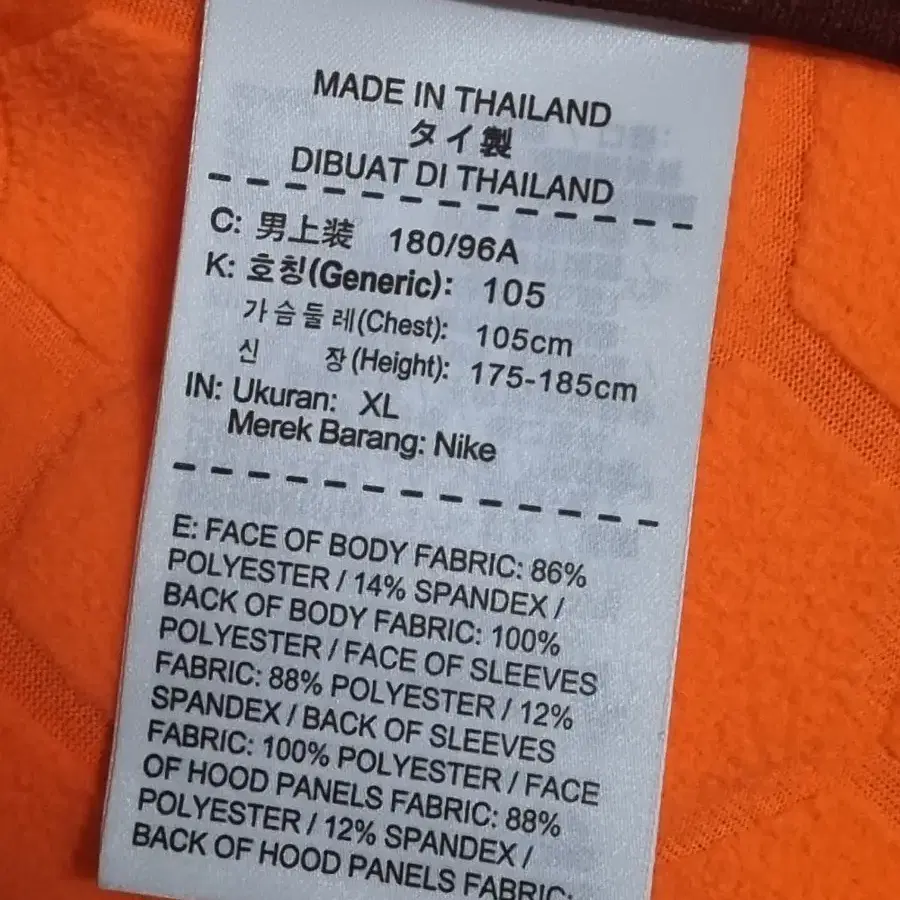 MADE IN THAILAND
タイ製
DIBUAT DI THAILAND
C: 男上装 180/96A
K: 호칭(Generic): 105
가슴둘레(Chest): 105cm
신 장(Height): 175-185cm
IN: Ukuran: XL
Merek Barang: Nike
E: FACE OF BODY FABRIC: 86%
POLYESTER / 14% SPANDEX /
BACK OF BODY FABRIC: 100%
POLYESTER / FACE OF SLEEVES
FABRIC: 88% POLYESTER / 12%
SPANDEX / BACK OF SLEEVES
FABRIC: 100% POLYESTER / FACE
OF HOOD PANELS FABRIC: 88%
POLYESTER / 12% SPANDEX /
BACK OF HOOD PANELS FABRIC: